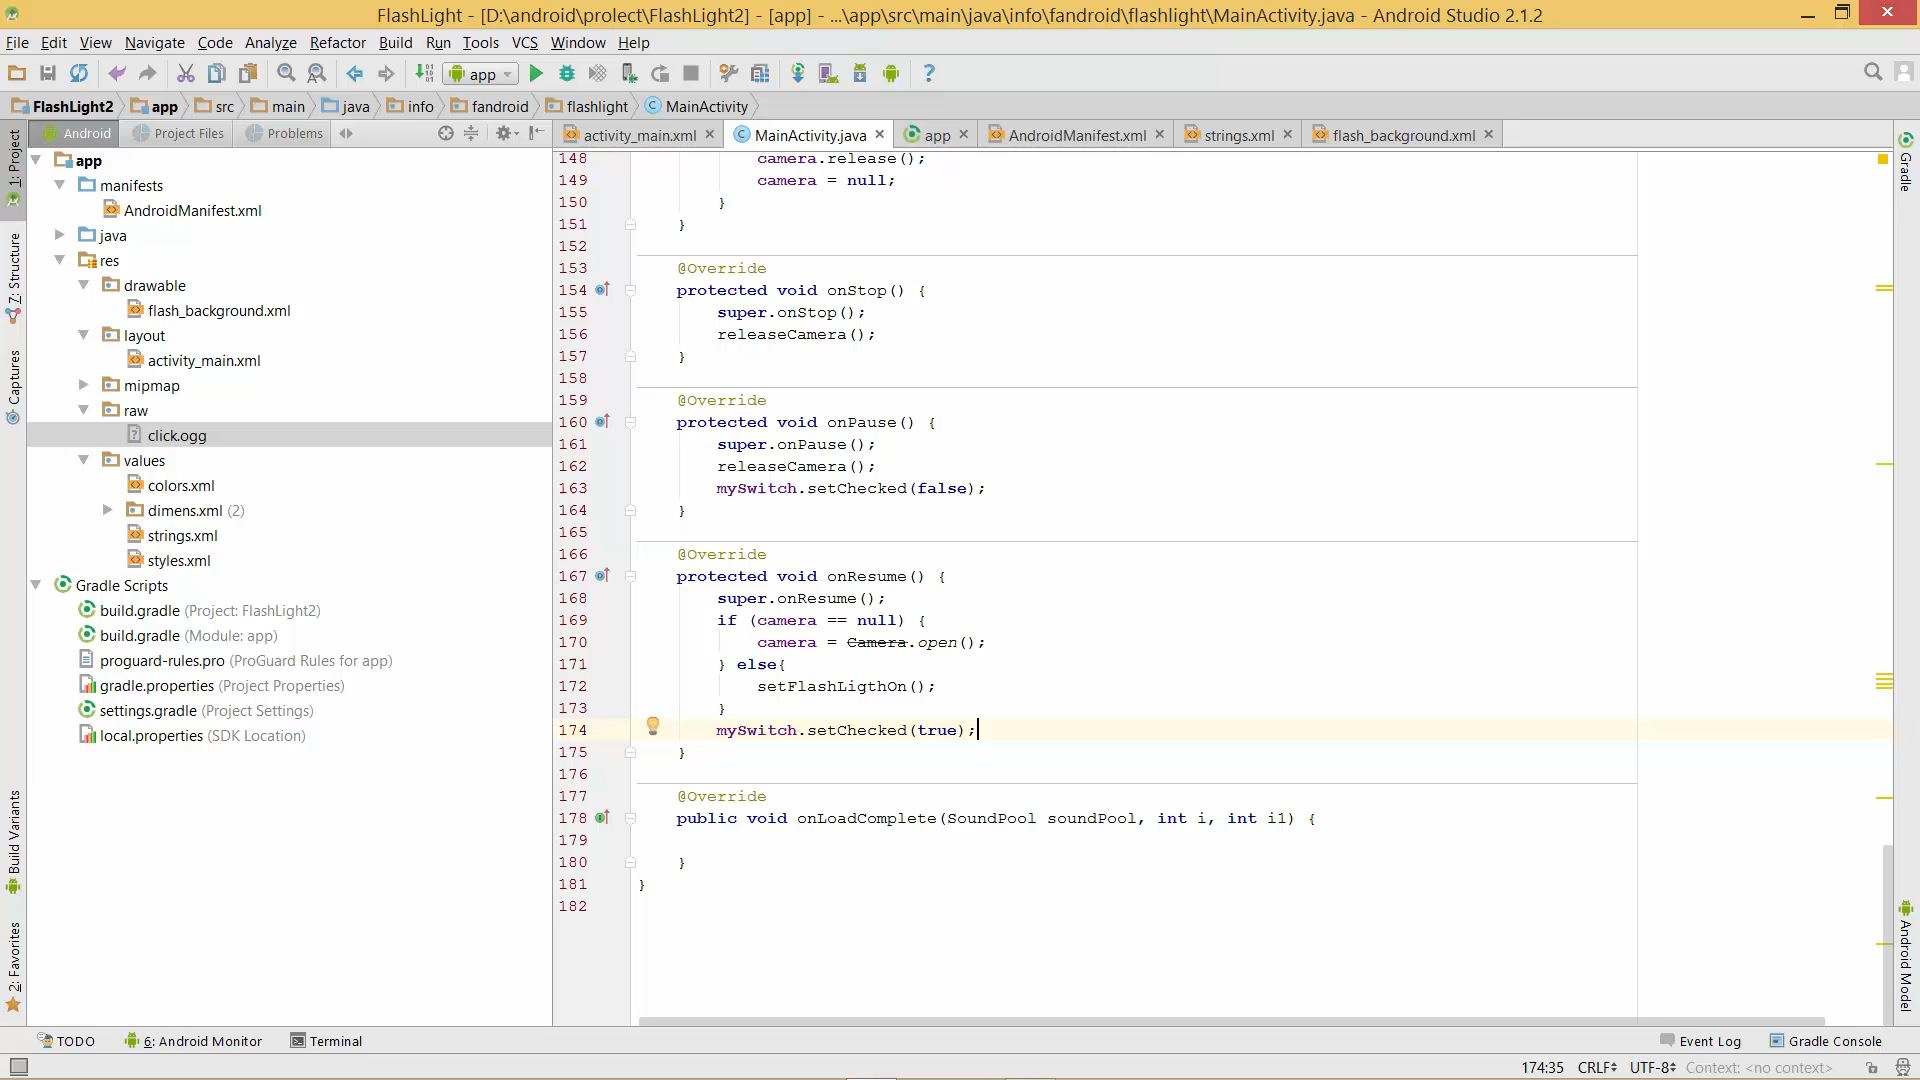 FlashLight - [D:\android\prolect\FlashLight2] - [app] - ...\app\src\main\java\info\fandroid\flashlight\MainActivity.java - Android Studio 2.1.2
File Edit View Navigate Code Analyze Refactor Build Run Tools VCS Window Help
app
FlashLight2 app src main java info fandroid flashlight MainActivity
Android Project Files Problems
activity_main.xml MainActivity.java app AndroidManifest.xml strings.xml flash_background.xml
1: Project
Z: Structure
Captures
Build Variants
2: Favorites
app
manifests
AndroidManifest.xml
java
res
drawable
flash_background.xml
layout
activity_main.xml
mipmap
raw
click.ogg
values
colors.xml
dimens.xml (2)
strings.xml
styles.xml
Gradle Scripts
build.gradle (Project: FlashLight2)
build.gradle (Module: app)
proguard-rules.pro (ProGuard Rules for app)
gradle.properties (Project Properties)
settings.gradle (Project Settings)
local.properties (SDK Location)
148 camera.release();
149 camera = null;
150 }
151 }
152
153 @Override
154 protected void onStop() {
155 super.onStop();
156 releaseCamera();
157 }
158
159 @Override
160 protected void onPause() {
161 super.onPause();
162 releaseCamera();
163 mySwitch.setChecked(false);
164 }
165
166 @Override
167 protected void onResume() {
168 super.onResume();
169 if (camera == null) {
170 camera = Camera.open();
171 } else{
172 setFlashLigthOn();
173 }
174 mySwitch.setChecked(true);
175 }
176
177 @Override
178 public void onLoadComplete(SoundPool soundPool, int i, int i1) {
179
180 }
181 }
182
Gradle
Android Model
TODO 6: Android Monitor Terminal Event Log Gradle Console
174:35 CRLF UTF-8 Context: <no context>